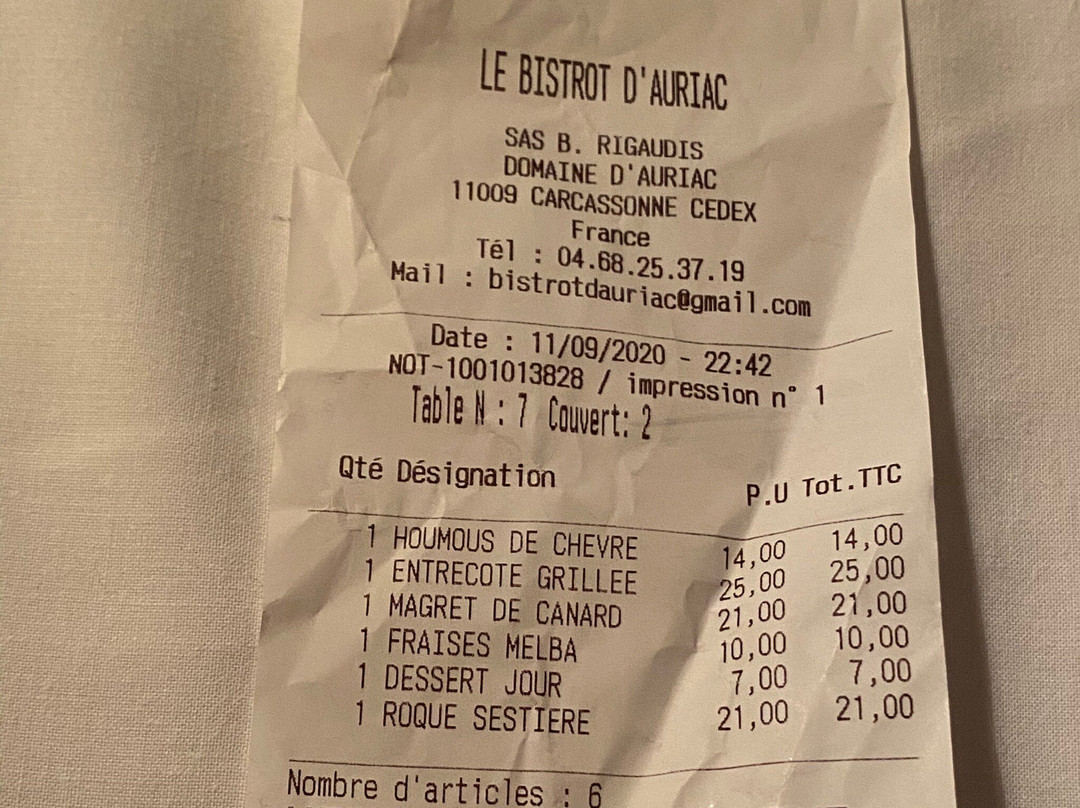 LE BISTROT D'AURIAC
SAS B. RIGAUDIS
DOMAINE D'AURIAC
11009 CARCASSONNE CEDEX
France
Tél : 04.68.25.37.19
Mail : bistrotdauriac@gmail.com
Date : 11/09/2020 - 22:42
NOT-1001013828 / impression n° 1
Table N : 7 Couvert: 2
Qté Désignation P.U Tot.TTC
1 HOUMOUS DE CHEVRE 14,00 14,00
1 ENTRECOTE GRILLEE 25,00 25,00
1 MAGRET DE CANARD 21,00 21,00
1 FRAISES MELBA 10,00 10,00
1 DESSERT JOUR 7,00 7,00
1 ROQUE SESTIERE 21,00 21,00
Nombre d'articles : 6